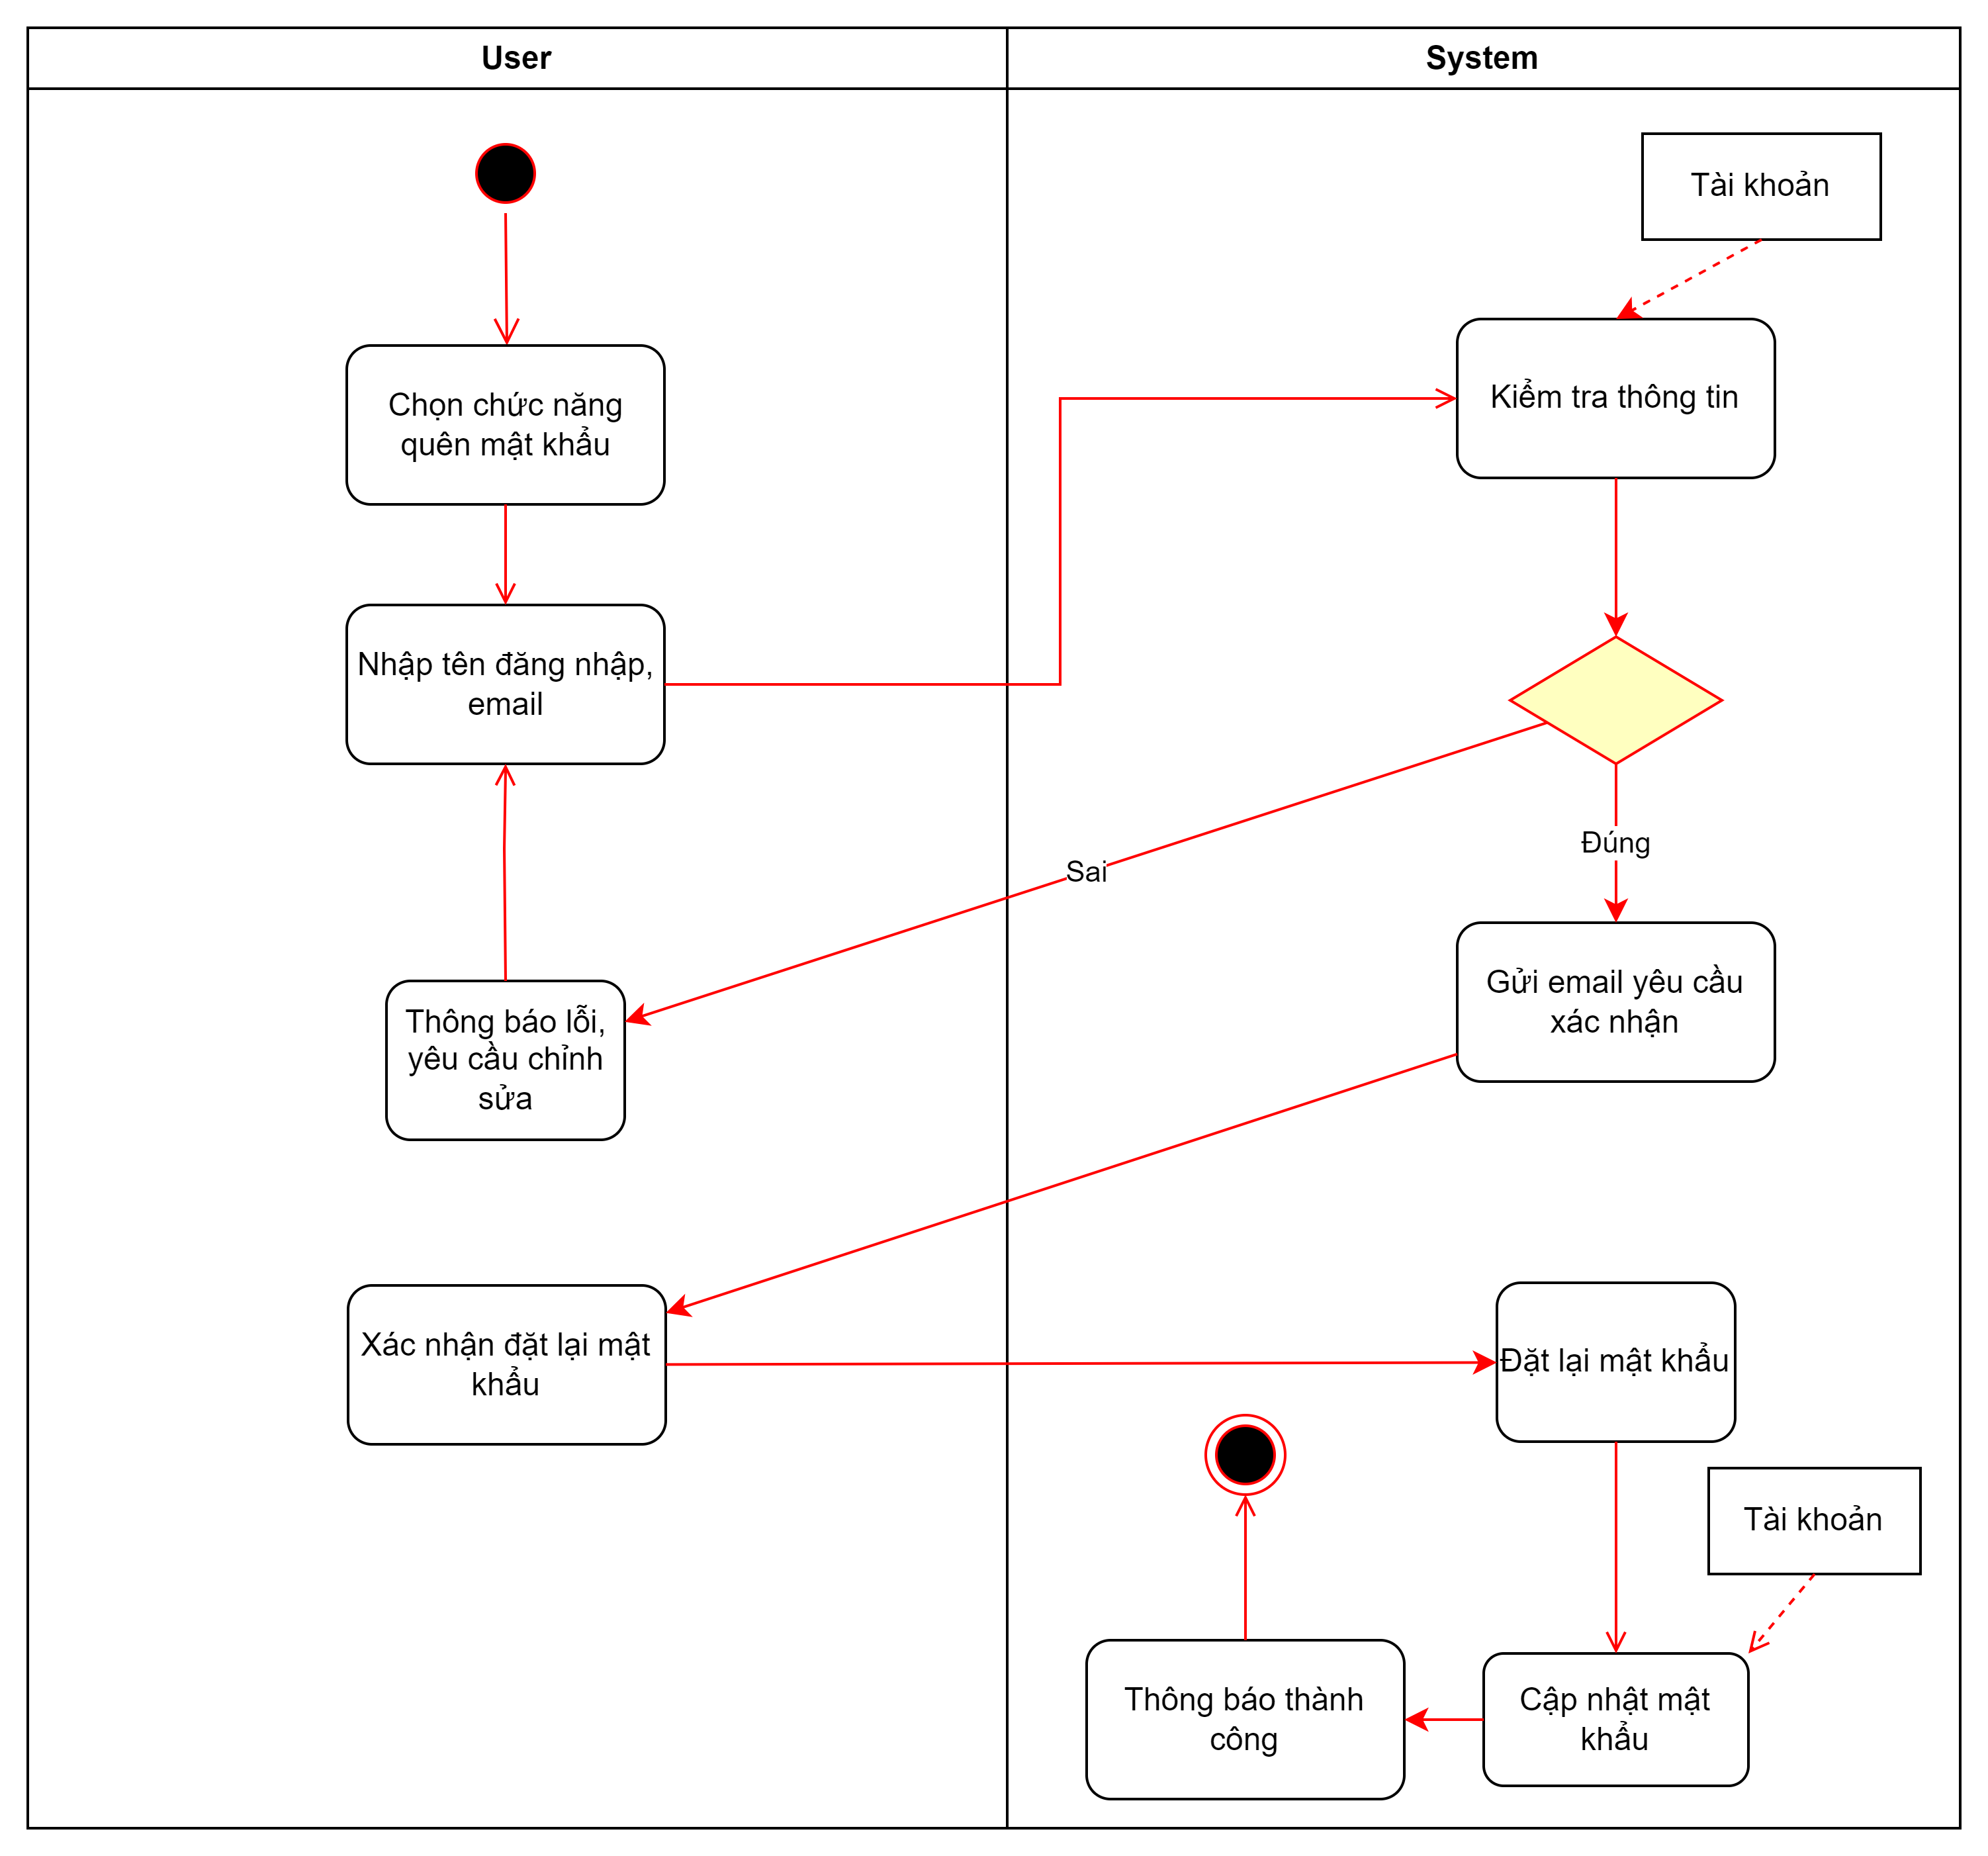 User
System
Tài khoản
Chọn chức năng
quên mật khẩu
Kiểm tra thông tin
Nhập tên đăng nhập,
email
Đúng
Sai
Thông báo lỗi,
yêu cầu chỉnh
sửa
Gửi email yêu cầu
xác nhận
Xác nhận đặt lại mật
khẩu
Đặt lại mật khẩu
Tài khoản
Thông báo thành
công
Cập nhật mật
khẩu